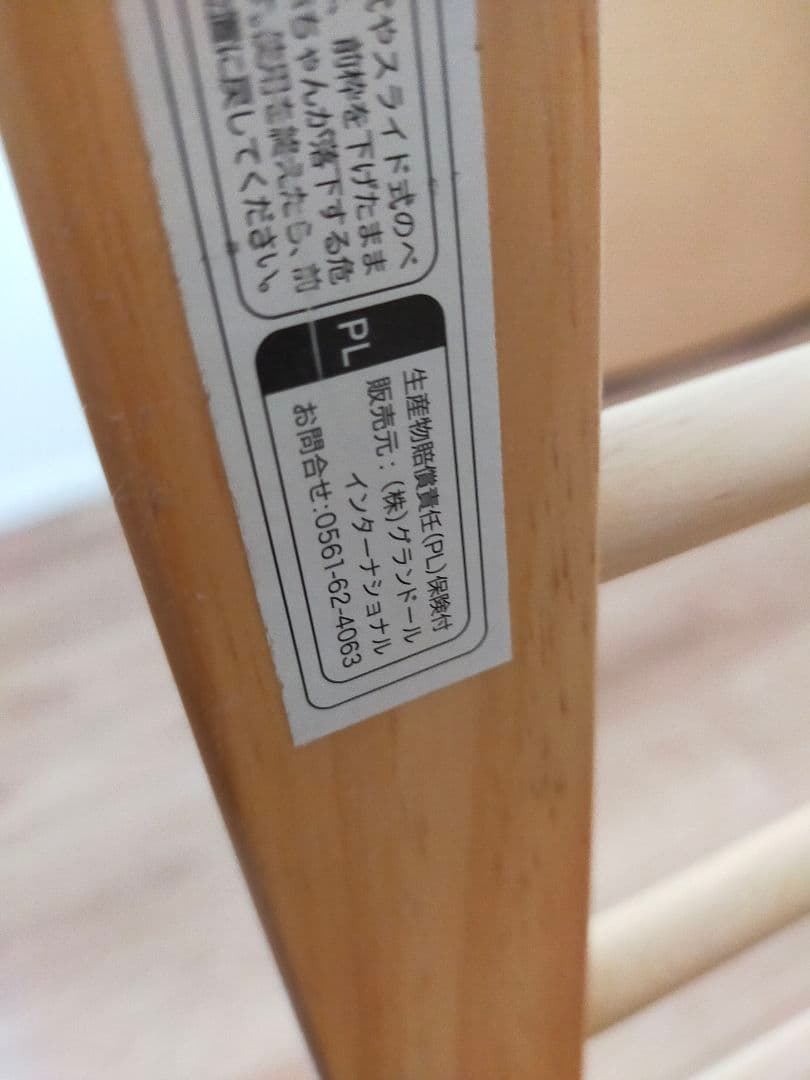 式やスライド式のベ
前枠を下げたまま
ちゃんが落下する危
使用を終えたら、前
置に戻してください。
PL
生産物賠償責任(PL)保険付
販売元：(株)グランドール
インターナショナル
お問合せ：0561-62-4063